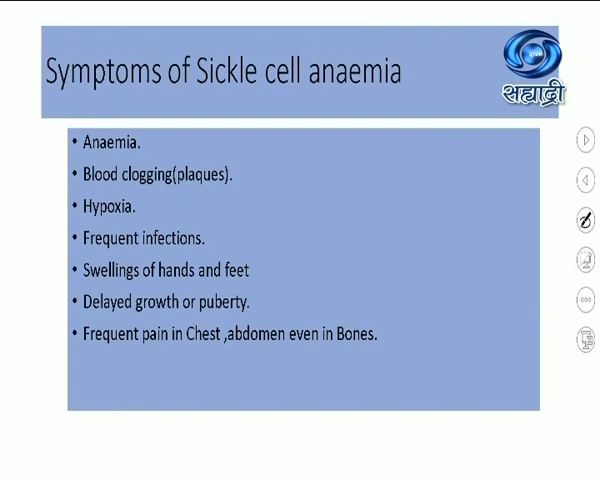 Symptoms of Sickle cell anaemia
सह्याद्री
• Anaemia.
• Blood clogging(plaques).
• Hypoxia.
• Frequent infections.
• Swellings of hands and feet
• Delayed growth or puberty.
• Frequent pain in Chest ,abdomen even in Bones.